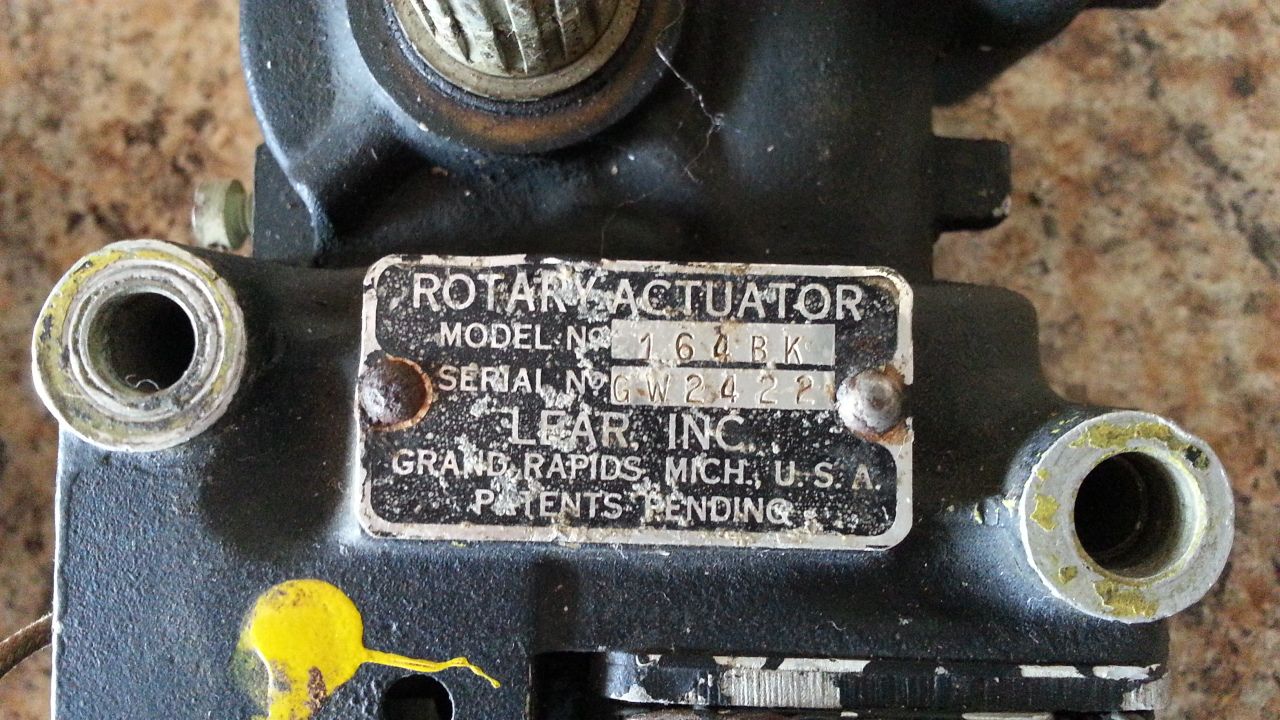 ROTARY ACTUATOR
MODEL Nº 164BK
SERIAL Nº GW2422
LEAR, INC.
GRAND RAPIDS, MICH., U.S.A.
PATENTS PENDING